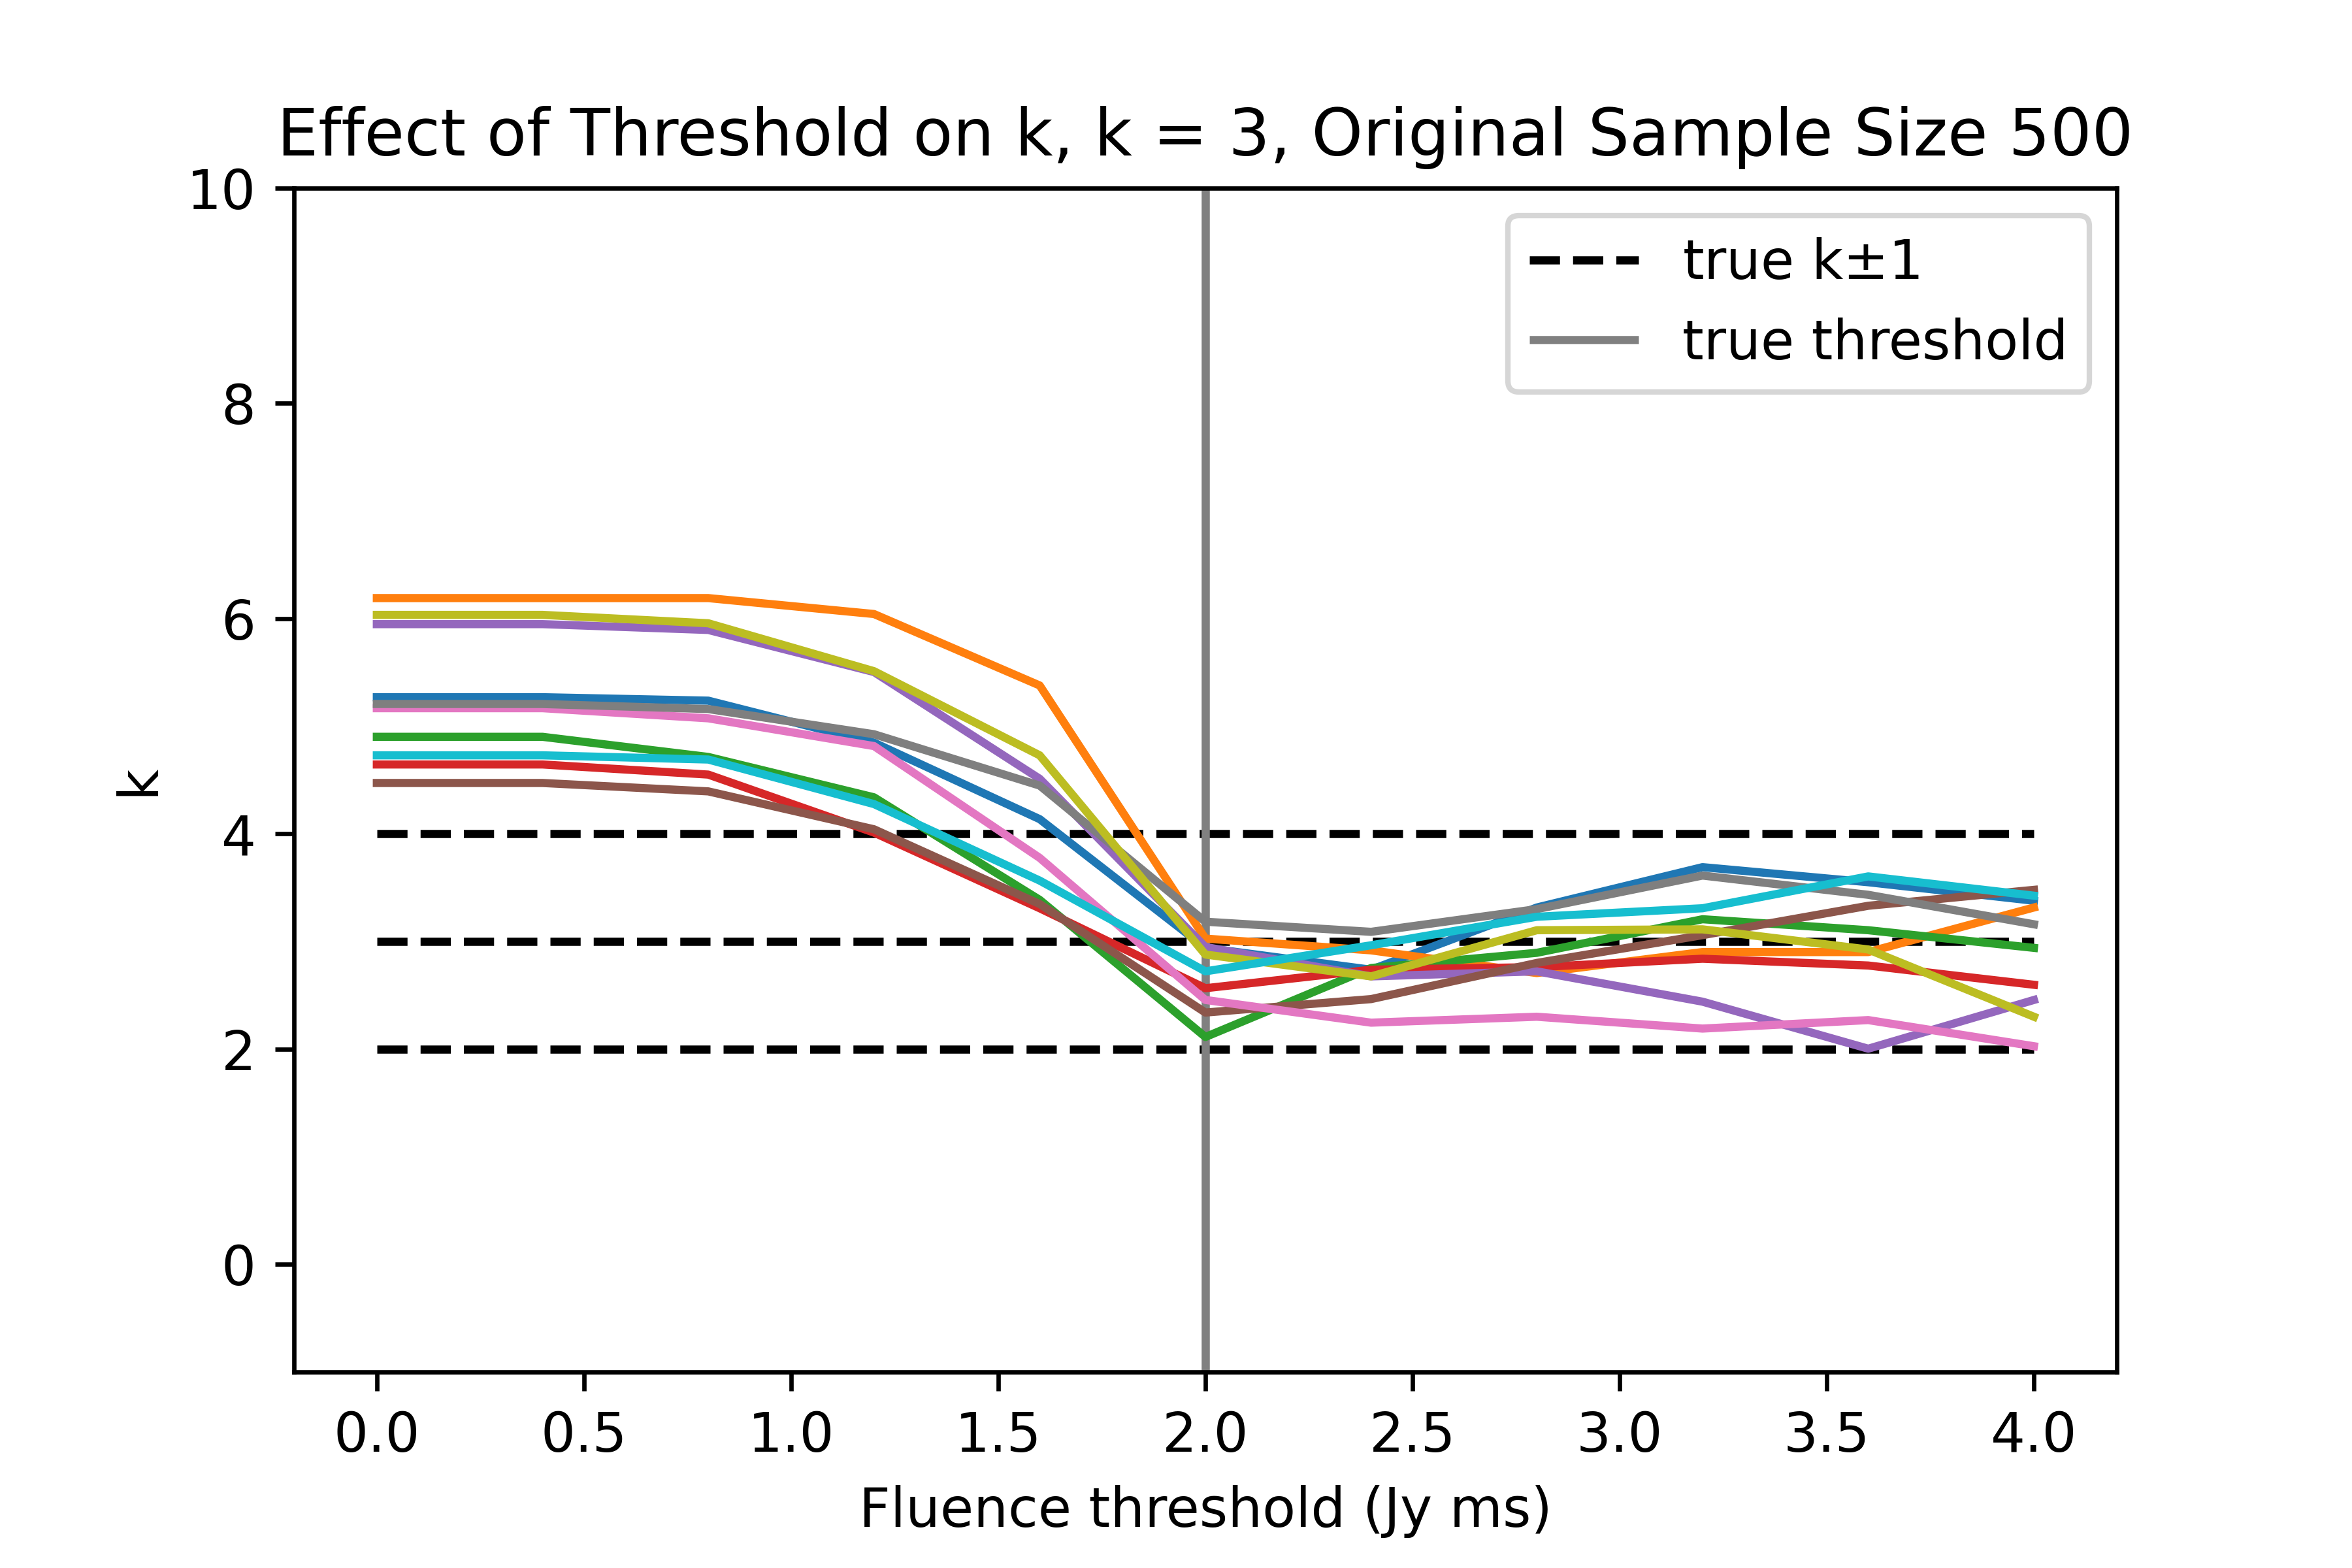 Effect of Threshold on k, k = 3, Original Sample Size 500
10
8
6
4
2
0
k
true k±1
true threshold
0.0 0.5 1.0 1.5 2.0 2.5 3.0 3.5 4.0
Fluence threshold (Jy ms)